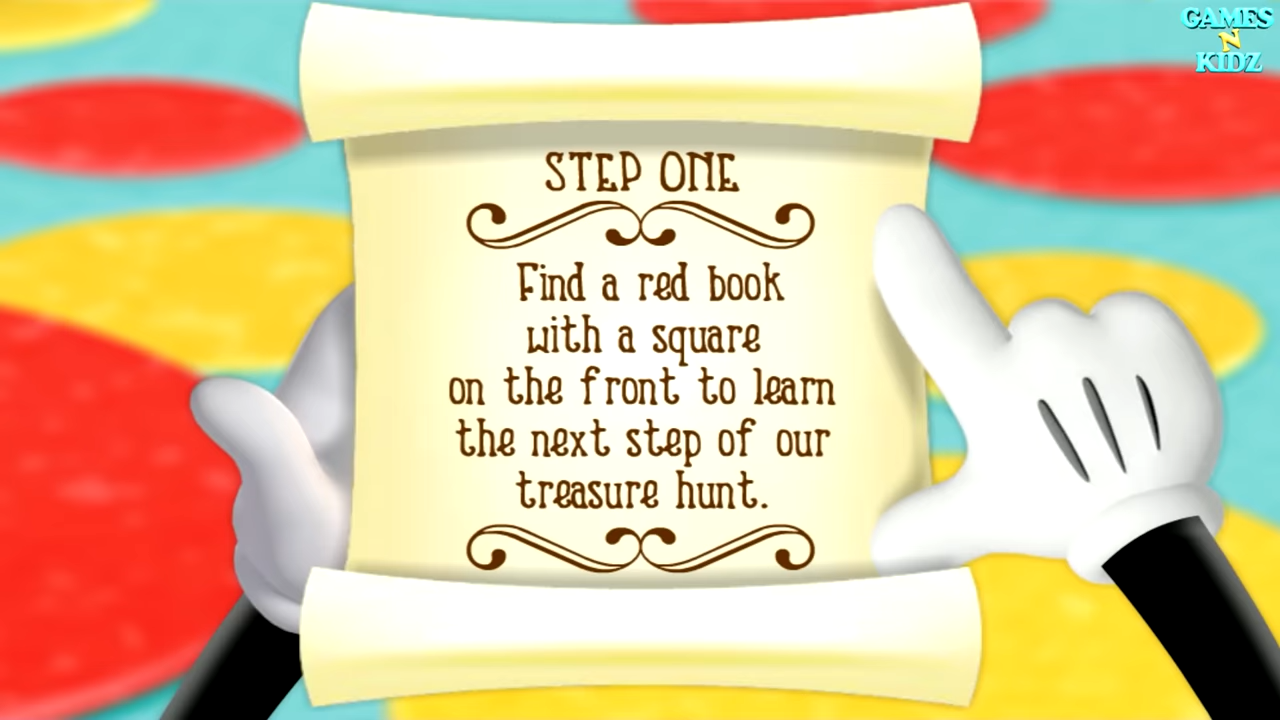 GAMES
N
KIDZ
STEP ONE
Find a red book
with a square
on the front to learn
the next step of our
treasure hunt.